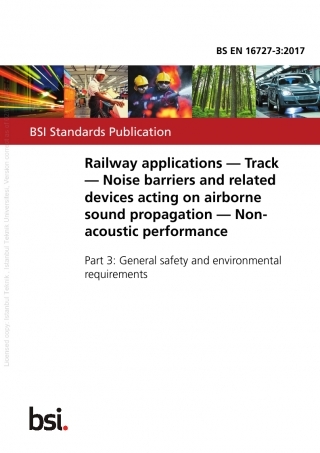 BS EN 16727-3:2017
BSI Standards Publication
Railway applications — Track
— Noise barriers and related
devices acting on airborne
sound propagation — Non-
acoustic performance
Part 3: General safety and environmental
requirements
bsi.
Licensed copy: Istanbul Teknik , Istanbul Teknik Universitesi, Version correct as of